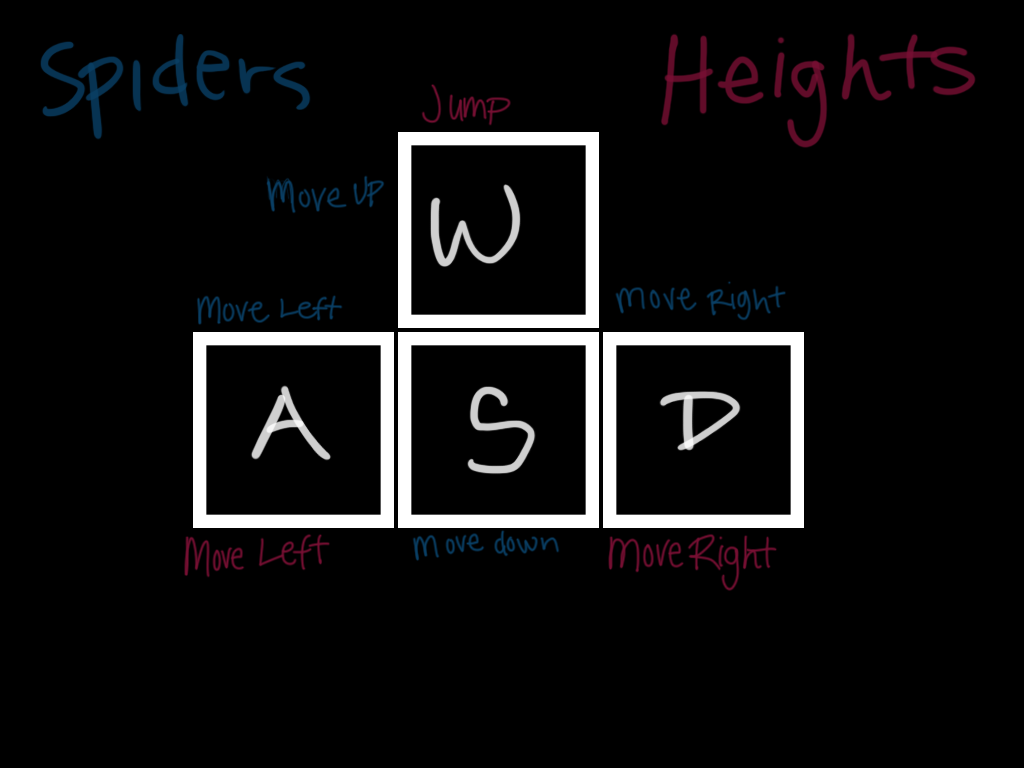 Spiders
Heights
Jump
Move UP
W
Move Left
Move Right
A
S
D
Move Left
Move down
Move Right